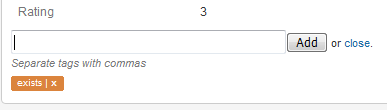 Rating 3
Add or close.
Separate tags with commas
exists | x